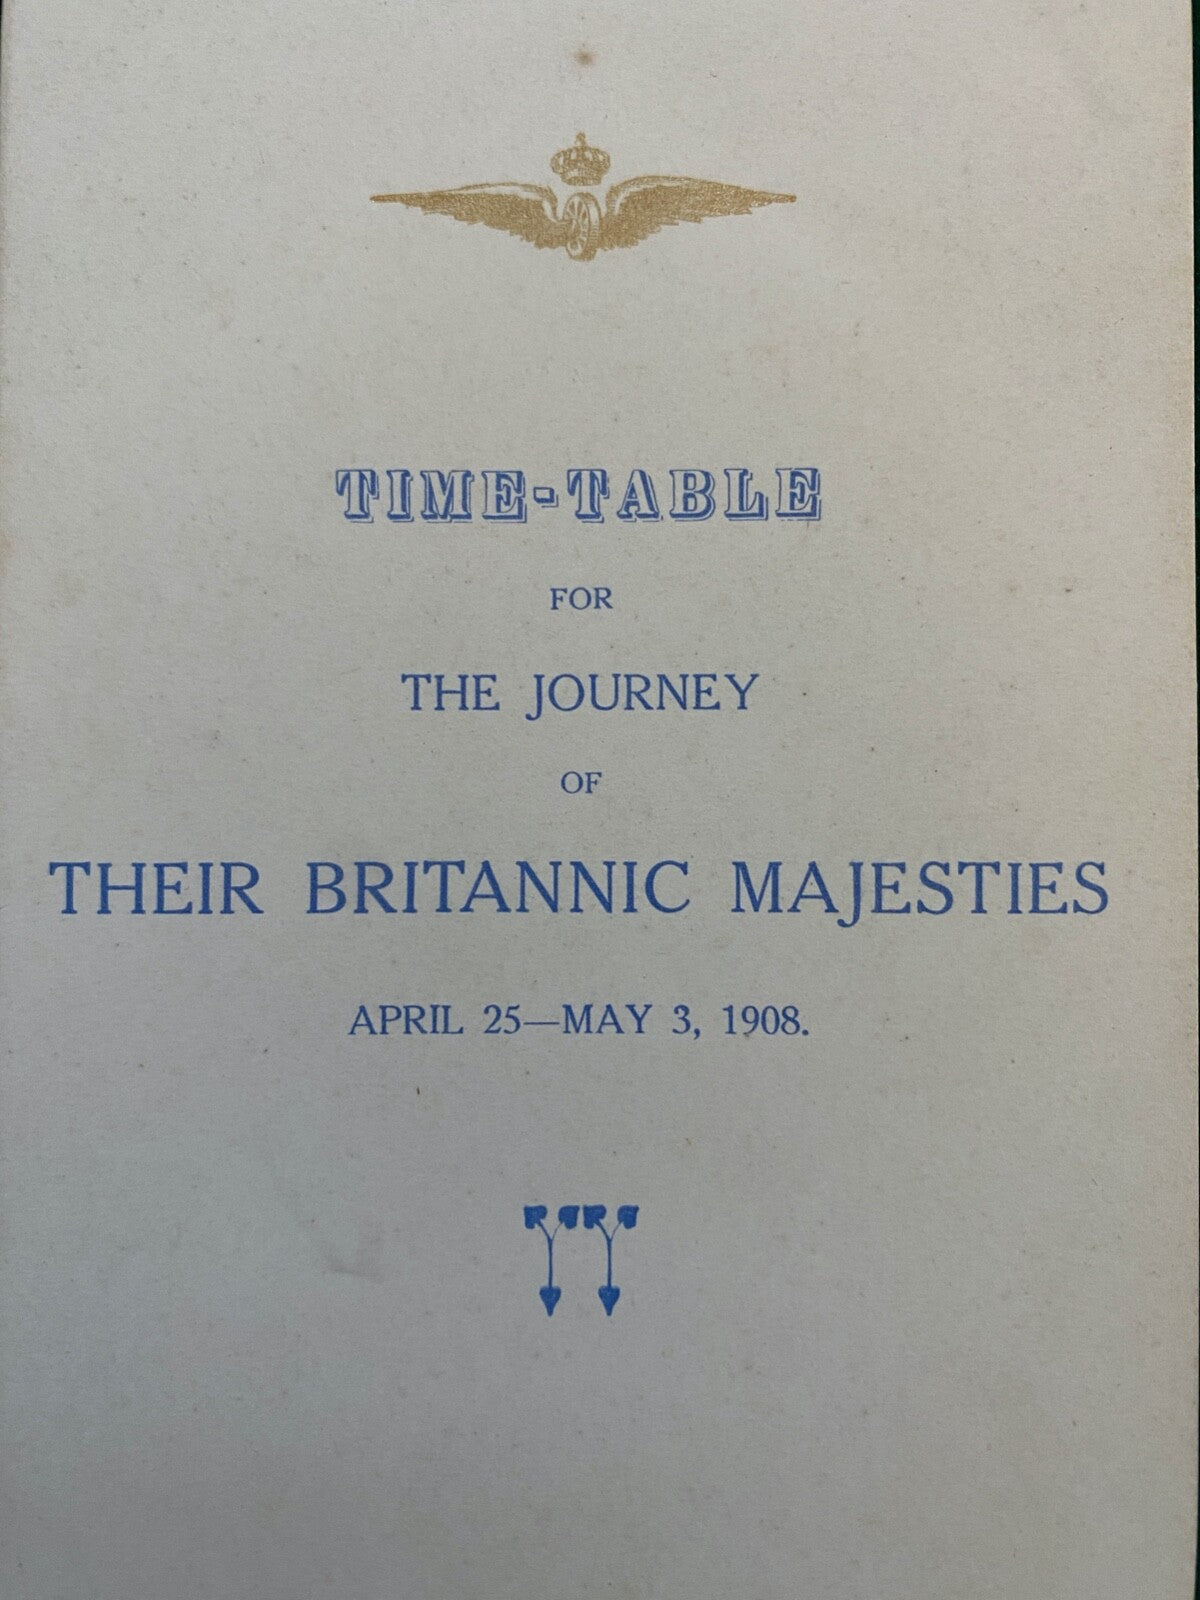 TIME-TABLE
FOR
THE JOURNEY
OF
THEIR BRITANNIC MAJESTIES
APRIL 25—MAY 3, 1908.